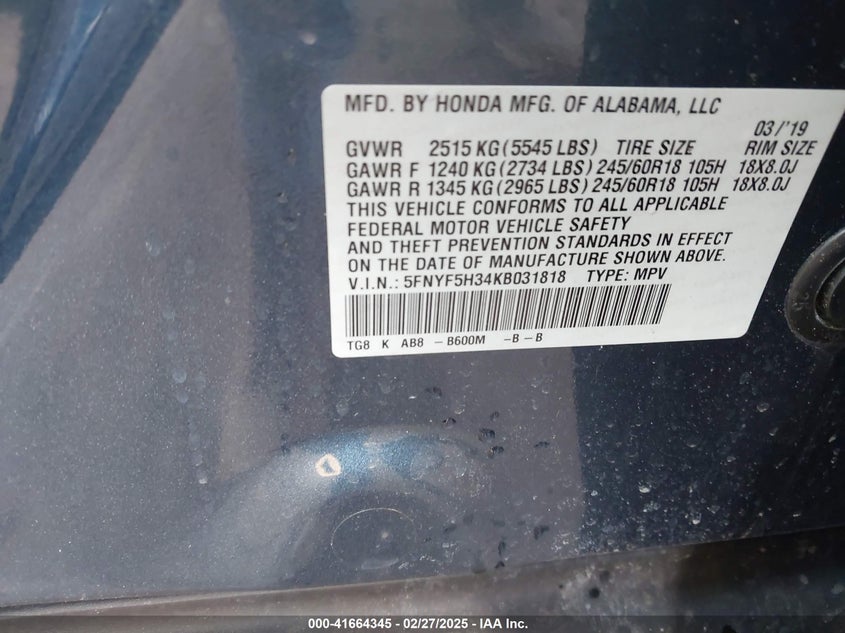 MFD. BY HONDA MFG. OF ALABAMA, LLC
03/'19
GVWR 2515 KG (5545 LBS) TIRE SIZE RIM SIZE
GAWR F 1240 KG (2734 LBS) 245/60R18 105H 18X8.0J
GAWR R 1345 KG (2965 LBS) 245/60R18 105H 18X8.0J
THIS VEHICLE CONFORMS TO ALL APPLICABLE
FEDERAL MOTOR VEHICLE SAFETY
AND THEFT PREVENTION STANDARDS IN EFFECT
ON THE DATE OF MANUFACTURE SHOWN ABOVE.
V.I.N.: 5FNYF5H34KB031818 TYPE: MPV
TG8 K AB8 - B600M -B - B
000-41664345 - 02/27/2025 - IAA Inc.